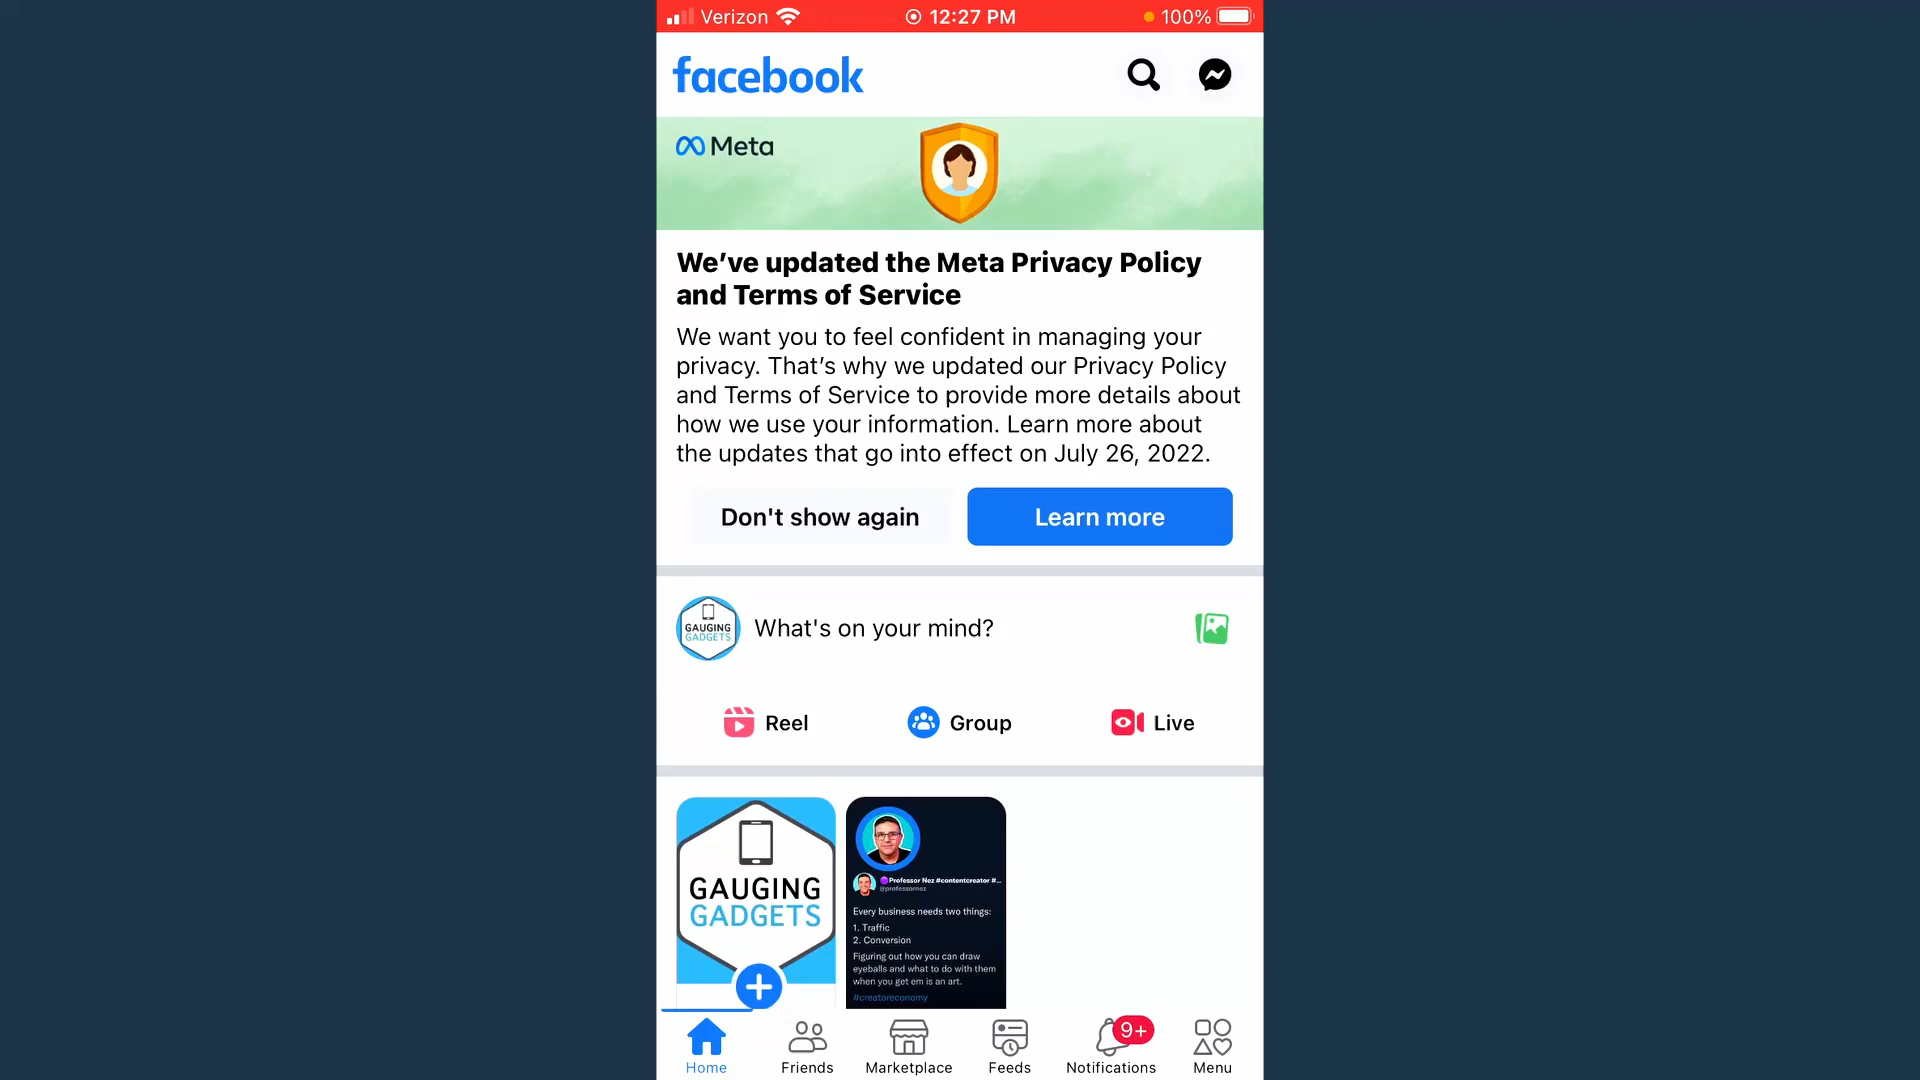 Verizon 12:27 PM 100%
facebook
Meta
We've updated the Meta Privacy Policy
and Terms of Service
We want you to feel confident in managing your
privacy. That's why we updated our Privacy Policy
and Terms of Service to provide more details about
how we use your information. Learn more about
the updates that go into effect on July 26, 2022.
Don't show again Learn more
GAUGING
GADGETS
What's on your mind?
Reel Group Live
GAUGING
GADGETS
Professor Nez #contentcreator #...
@professornez
Every business needs two things:
1. Traffic
2. Conversion
Figuring out how you can draw
eyeballs and what to do with them
when you get em is an art.
#creatoreconomy
9+
Home Friends Marketplace Feeds Notifications Menu